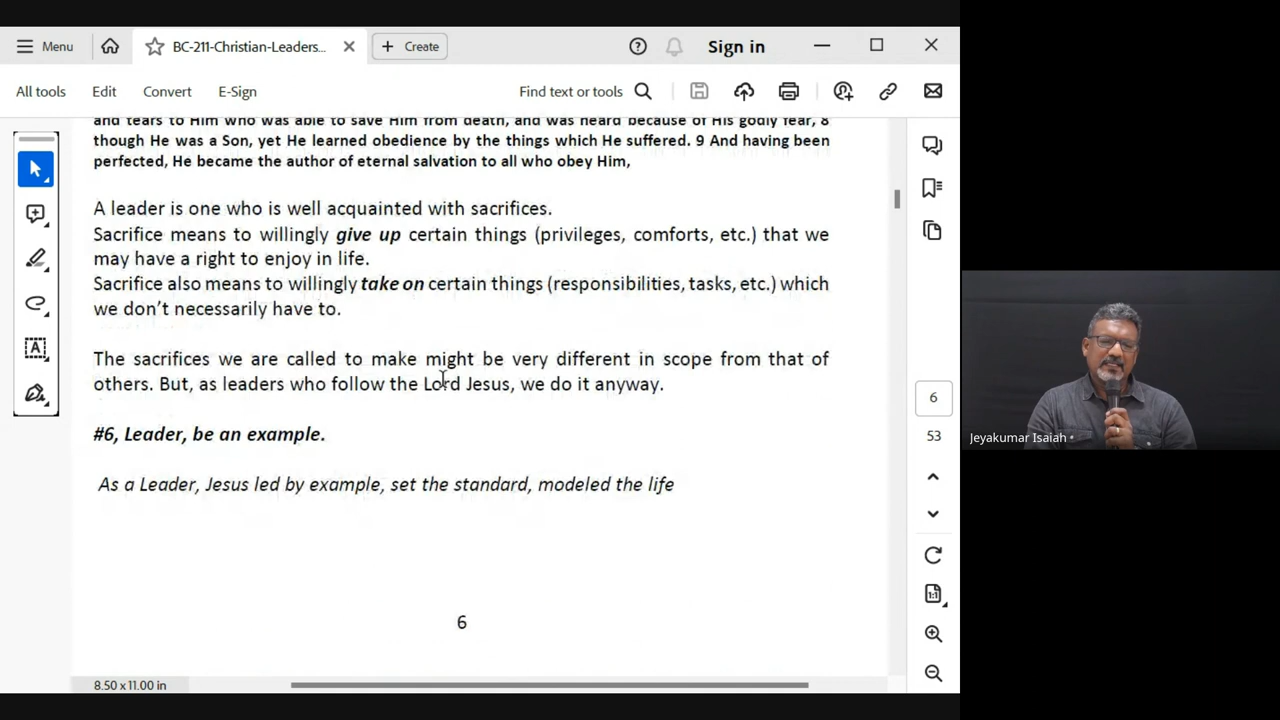 Menu
BC-211-Christian-Leaders...
Create
Sign in
All tools
Edit
Convert
E-Sign
Find text or tools
and tears to Him who was able to save Him from death, and was heard because of His godly fear, 8
though He was a Son, yet He learned obedience by the things which He suffered. 9 And having been
perfected, He became the author of eternal salvation to all who obey Him,
A leader is one who is well acquainted with sacrifices.
Sacrifice means to willingly give up certain things (privileges, comforts, etc.) that we
may have a right to enjoy in life.
Sacrifice also means to willingly take on certain things (responsibilities, tasks, etc.) which
we don’t necessarily have to.
The sacrifices we are called to make might be very different in scope from that of
others. But, as leaders who follow the Lord Jesus, we do it anyway.
#6, Leader, be an example.
As a Leader, Jesus led by example, set the standard, modeled the life
6
8.50 x 11.00 in
6
53
1:1
Jeyakumar Isaiah